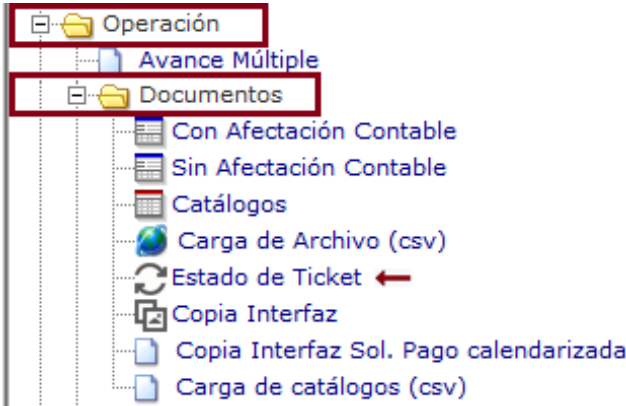 Operación
Avance Múltiple
Documentos
Con Afectación Contable
Sin Afectación Contable
Catálogos
Carga de Archivo (csv)
Estado de Ticket
Copia Interfaz
Copia Interfaz Sol. Pago calendarizada
Carga de catálogos (csv)